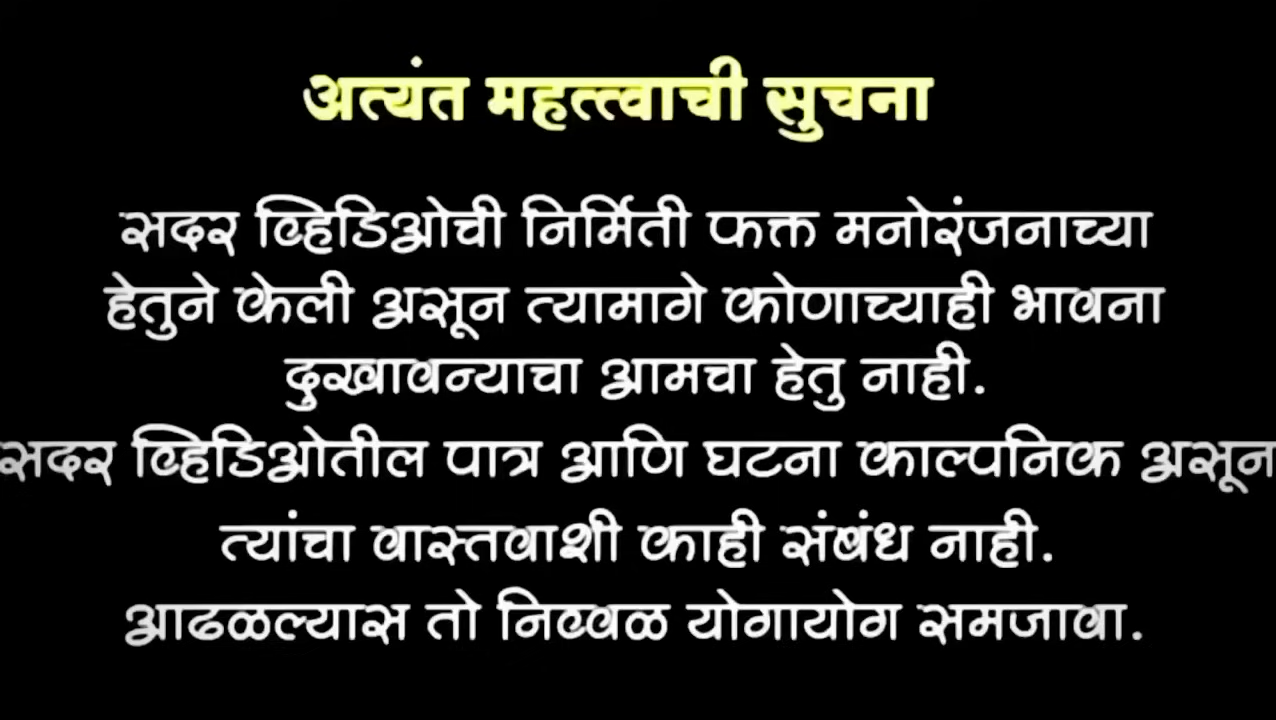 अत्यंत महत्त्वाची सुचना
सदर व्हिडिओची निर्मिती फक्त मनोरंजनाच्या
हेतुने केली असून त्यामागे कोणाच्याही भावना
दुखावन्याचा आमचा हेतु नाही.
सदर व्हिडिओतील पात्र आणि घटना काल्पनिक असून
त्यांचा वास्तवाशी काही संबंध नाही.
आढळल्यास तो निव्वळ योगायोग समजावा.